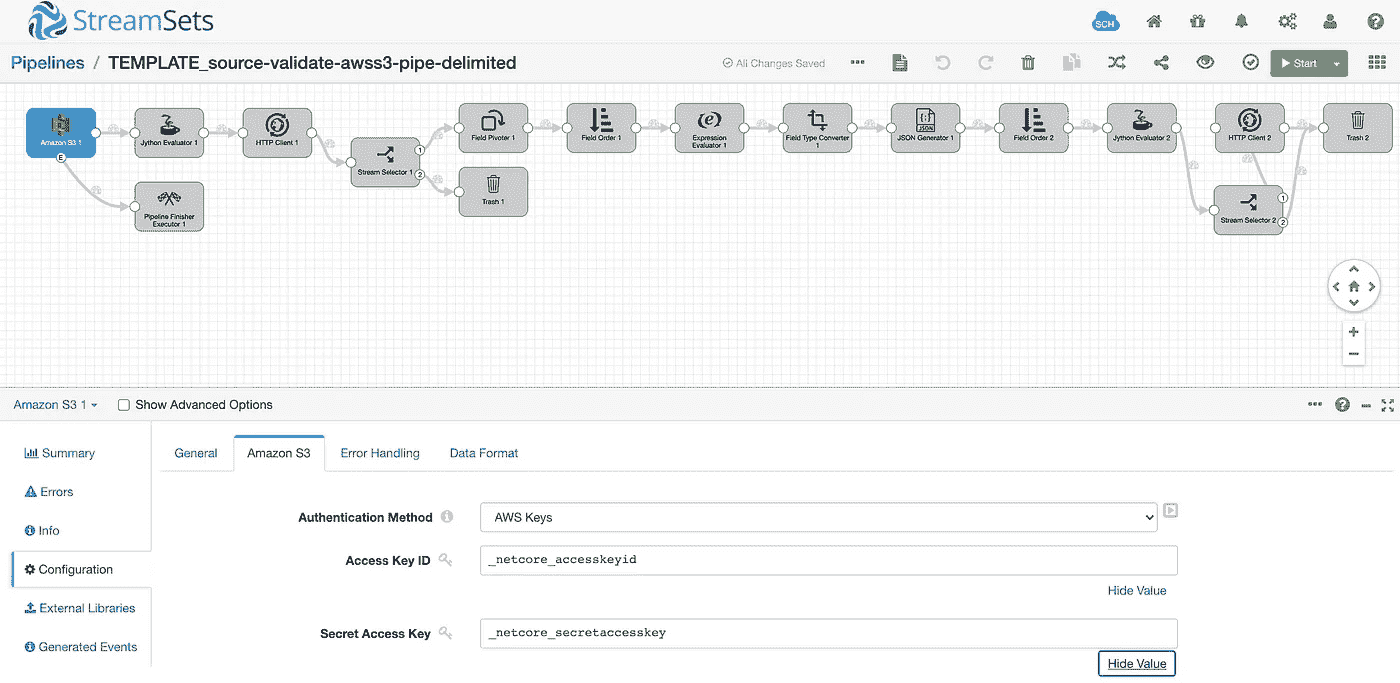 StreamSets
SCH
Pipelines / TEMPLATE_source-validate-awss3-pipe-delimited
All Changes Saved
Start
Amazon S3 1
E
Jython Evaluator 1
HTTP Client 1
Stream Selector 1
1
2
Field Pivotor 1
Field Order 1
Expression
Evaluator 1
Field Type Converter
1
JSON
JSON Generator 1
Field Order 2
Jython Evaluator 2
HTTP Client 2
Trash 2
Pipeline Finisher
Executor 1
Trash 1
Stream Selector 2
1
2
Amazon S3 1
Show Advanced Options
Summary
Errors
Info
Configuration
External Libraries
Generated Events
General
Amazon S3
Error Handling
Data Format
Authentication Method
AWS Keys
Access Key ID
_netcore_accesskeyid
Hide Value
Secret Access Key
_netcore_secretaccesskey
Hide Value